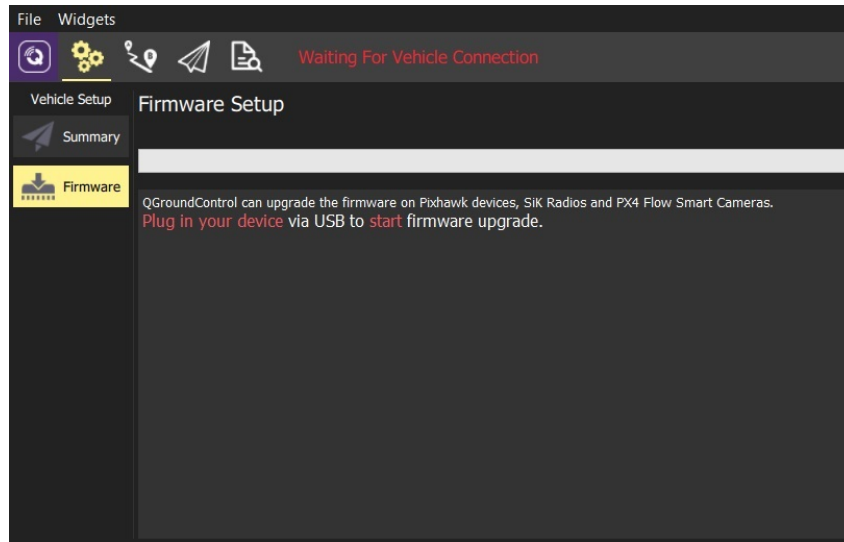 File Widgets
Waiting For Vehicle Connection
Vehicle Setup
Firmware Setup
Summary
Firmware
QGroundControl can upgrade the firmware on Pixhawk devices, SiK Radios and PX4 Flow Smart Cameras.
Plug in your device via USB to start firmware upgrade.